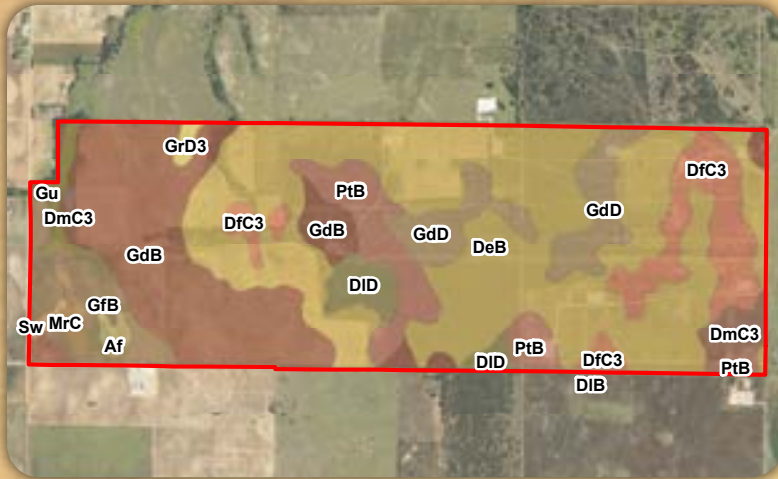 GrD3
DfC3
Gu
PtB
DmC3
DfC3
GdB
GdD
GdD
DeB
GdB
DlD
GfB
MrC
Sw
Af
DmC3
PtB
DlD
DfC3
PtB
DlB